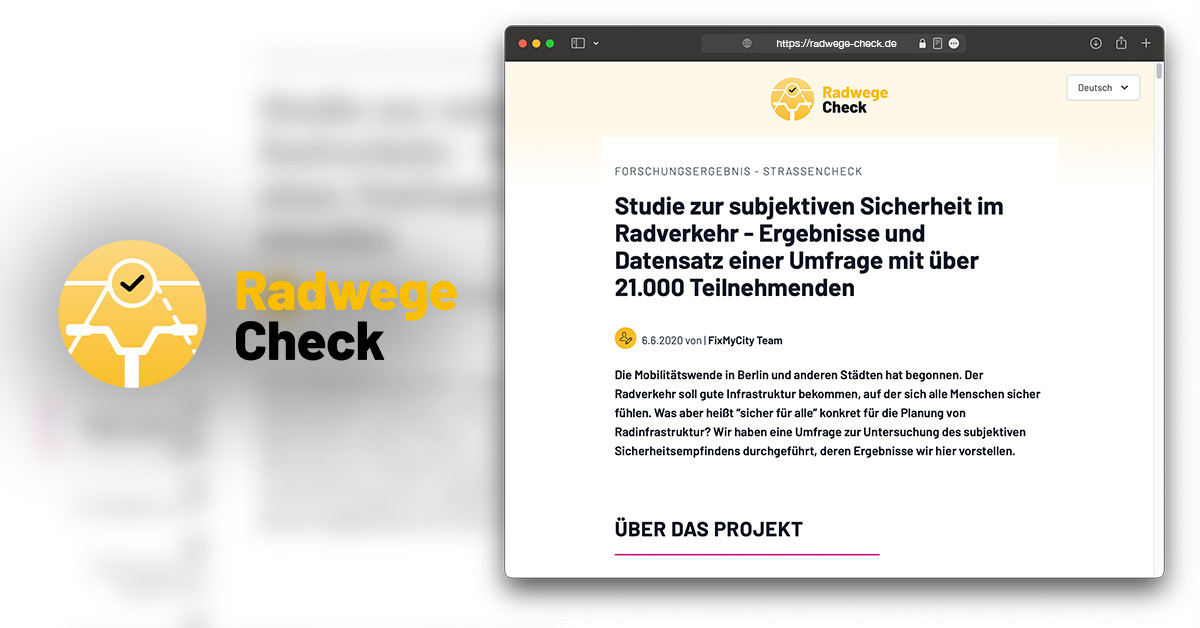 Radwege
Check
https://radwege-check.de
Radwege
Check
Deutsch
FORSCHUNGSERGEBNIS - STRASSENCHECK
Studie zur subjektiven Sicherheit im
Radverkehr - Ergebnisse und
Datensatz einer Umfrage mit über
21.000 Teilnehmenden
6.6.2020 von | FixMyCity Team
Die Mobilitätswende in Berlin und anderen Städten hat begonnen. Der
Radverkehr soll gute Infrastruktur bekommen, auf der sich alle Menschen sicher
fühlen. Was aber heißt “sicher für alle” konkret für die Planung von
Radinfrastruktur? Wir haben eine Umfrage zur Untersuchung des subjektiven
Sicherheitsempfindens durchgeführt, deren Ergebnisse wir hier vorstellen.
ÜBER DAS PROJEKT